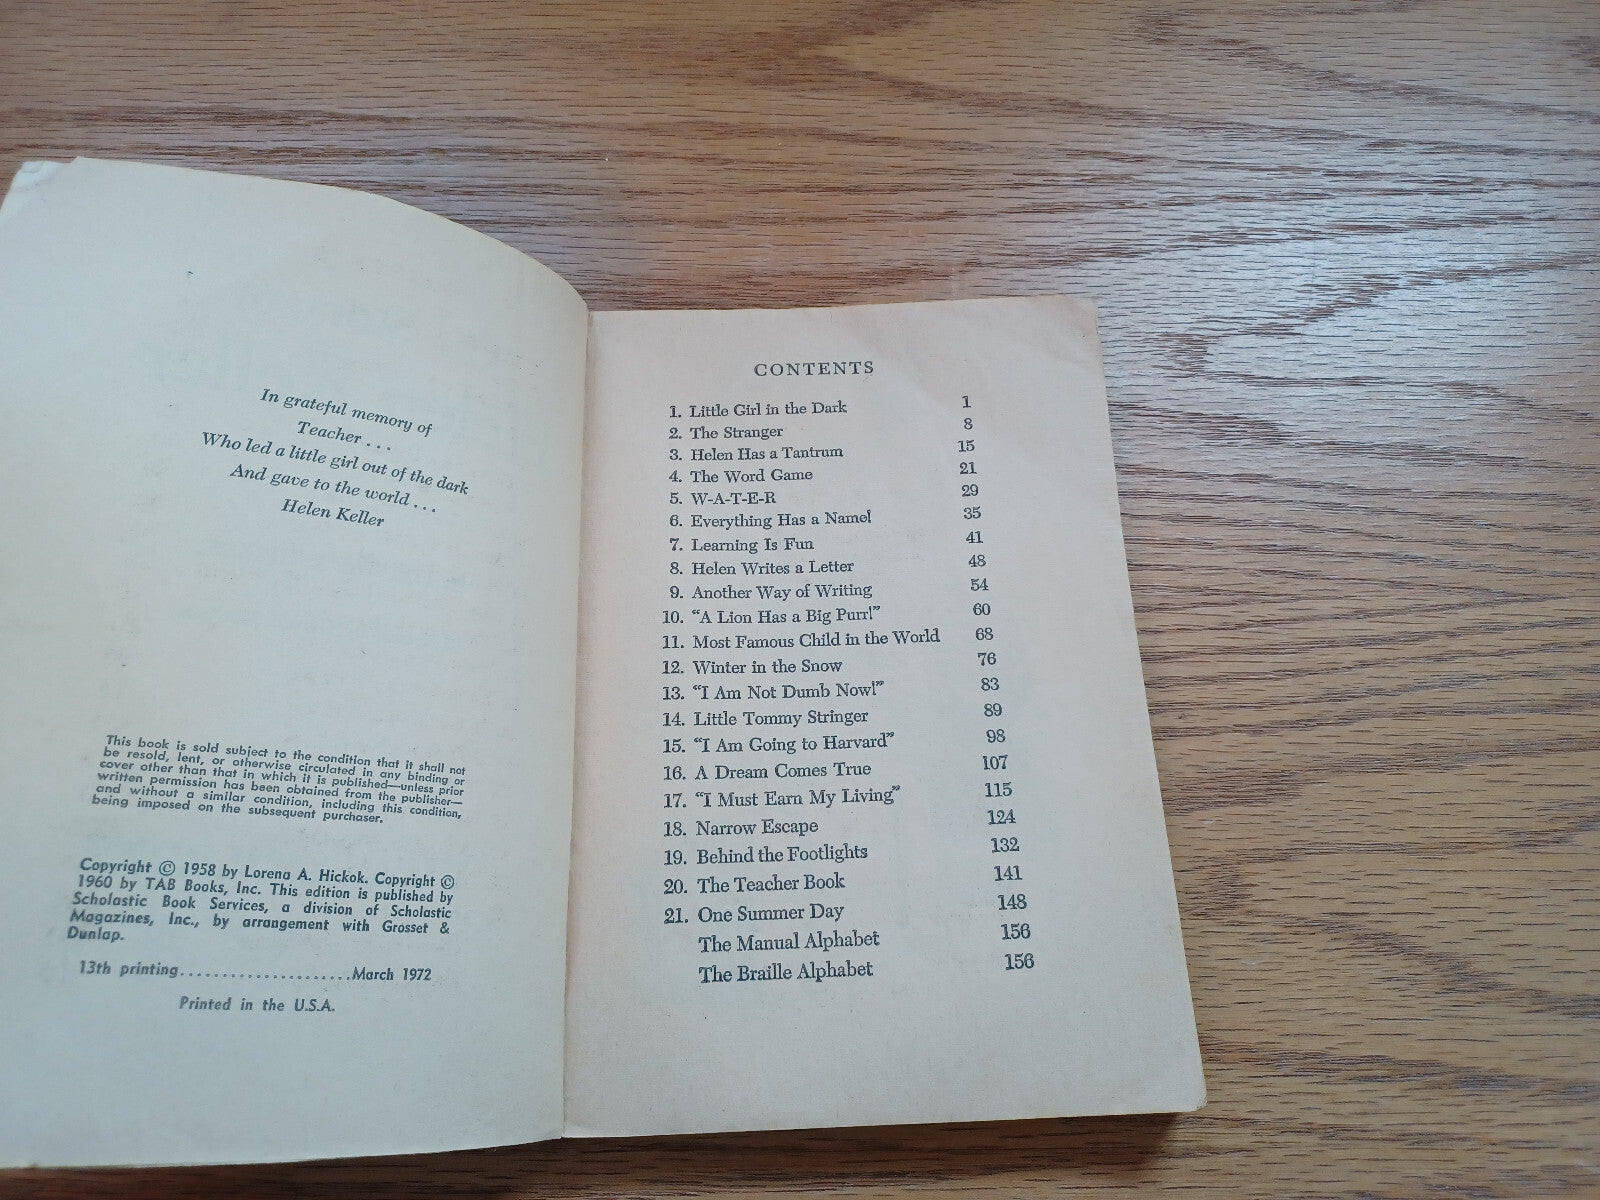 In grateful memory of
Teacher . . .
Who led a little girl out of the dark
And gave to the world . . .
Helen Keller
This book is sold subject to the condition that it shall not
be resold, lent, or otherwise circulated in any binding or
cover other than that in which it is published—unless prior
written permission has been obtained from the publisher—
and without a similar condition, including this condition,
being imposed on the subsequent purchaser.
Copyright © 1958 by Lorena A. Hickok. Copyright ©
1960 by TAB Books, Inc. This edition is published by
Scholastic Book Services, a division of Scholastic
Magazines, Inc., by arrangement with Grosset &
Dunlap.
13th printing.....................March 1972
Printed in the U.S.A.
CONTENTS
1. Little Girl in the Dark 1
2. The Stranger 8
3. Helen Has a Tantrum 15
4. The Word Game 21
5. W-A-T-E-R 29
6. Everything Has a Name! 35
7. Learning Is Fun 41
8. Helen Writes a Letter 48
9. Another Way of Writing 54
10. “A Lion Has a Big Purr!” 60
11. Most Famous Child in the World 68
12. Winter in the Snow 76
13. “I Am Not Dumb Now!” 83
14. Little Tommy Stringer 89
15. “I Am Going to Harvard” 98
16. A Dream Comes True 107
17. “I Must Earn My Living” 115
18. Narrow Escape 124
19. Behind the Footlights 132
20. The Teacher Book 141
21. One Summer Day 148
The Manual Alphabet 156
The Braille Alphabet 156